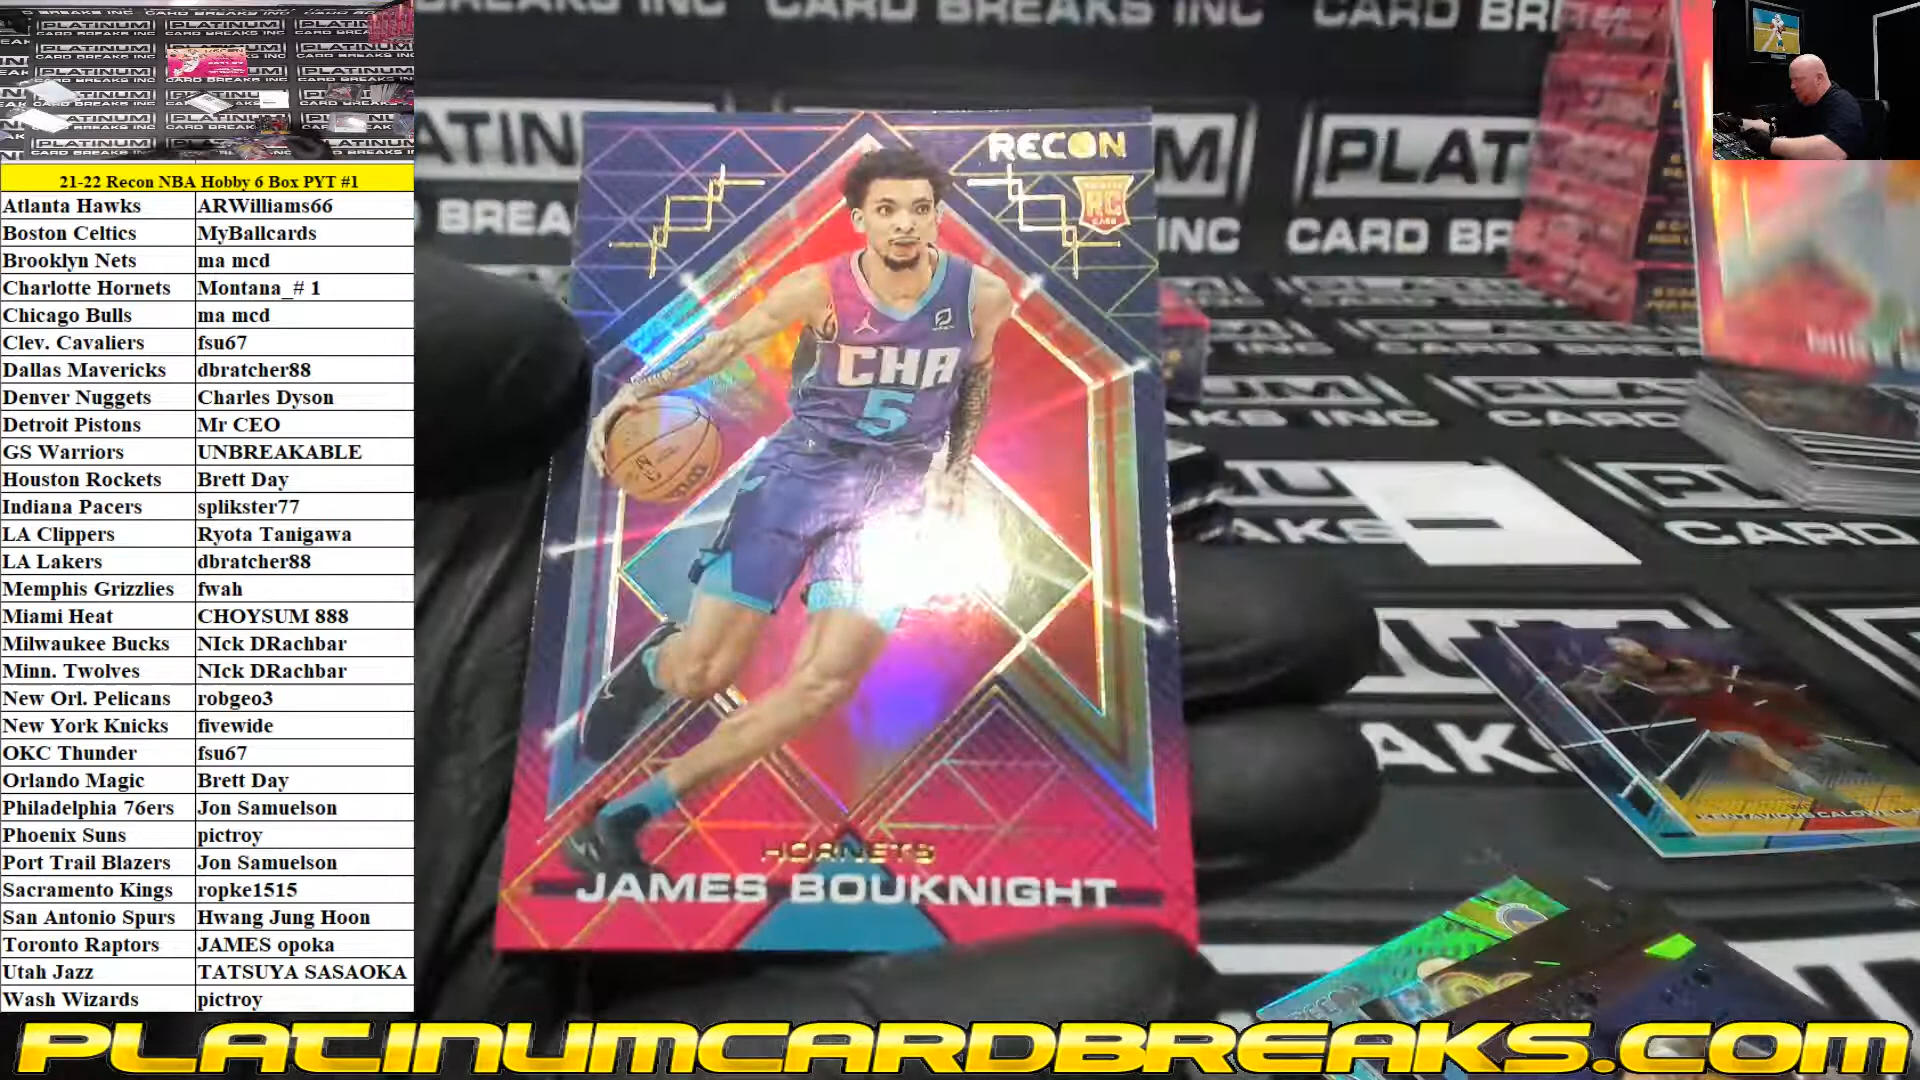 21-22 Recon NBA Hobby 6 Box PYT #1
Atlanta Hawks ARWilliams66
Boston Celtics MyBallcards
Brooklyn Nets ma mcd
Charlotte Hornets Montana_# 1
Chicago Bulls ma mcd
Clev. Cavaliers fsu67
Dallas Mavericks dbratcher88
Denver Nuggets Charles Dyson
Detroit Pistons Mr CEO
GS Warriors UNBREAKABLE
Houston Rockets Brett Day
Indiana Pacers splikster77
LA Clippers Ryota Tanigawa
LA Lakers dbratcher88
Memphis Grizzlies fwah
Miami Heat CHOYSUM 888
Milwaukee Bucks NIck DRachbar
Minn. Twolves NIck DRachbar
New Orl. Pelicans robgeo3
New York Knicks fivewide
OKC Thunder fsu67
Orlando Magic Brett Day
Philadelphia 76ers Jon Samuelson
Phoenix Suns pictroy
Port Trail Blazers Jon Samuelson
Sacramento Kings ropke1515
San Antonio Spurs Hwang Jung Hoon
Toronto Raptors JAMES opoka
Utah Jazz TATSUYA SASAOKA
Wash Wizards pictroy
CARD BREAKS INC
RECON
RC
CHA
5
HORNETS
JAMES BOUKNIGHT
PLATINUMCARDBREAKS.COM